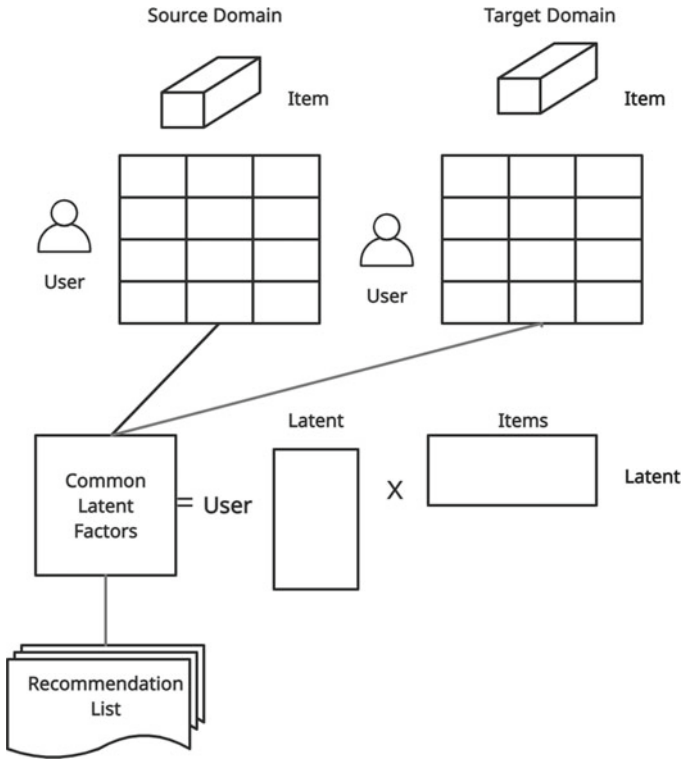 Source Domain
Target Domain
Item
Item
User
User
Latent
Items
Common
Latent
Factors
= User
X
Latent
Recommendation
List